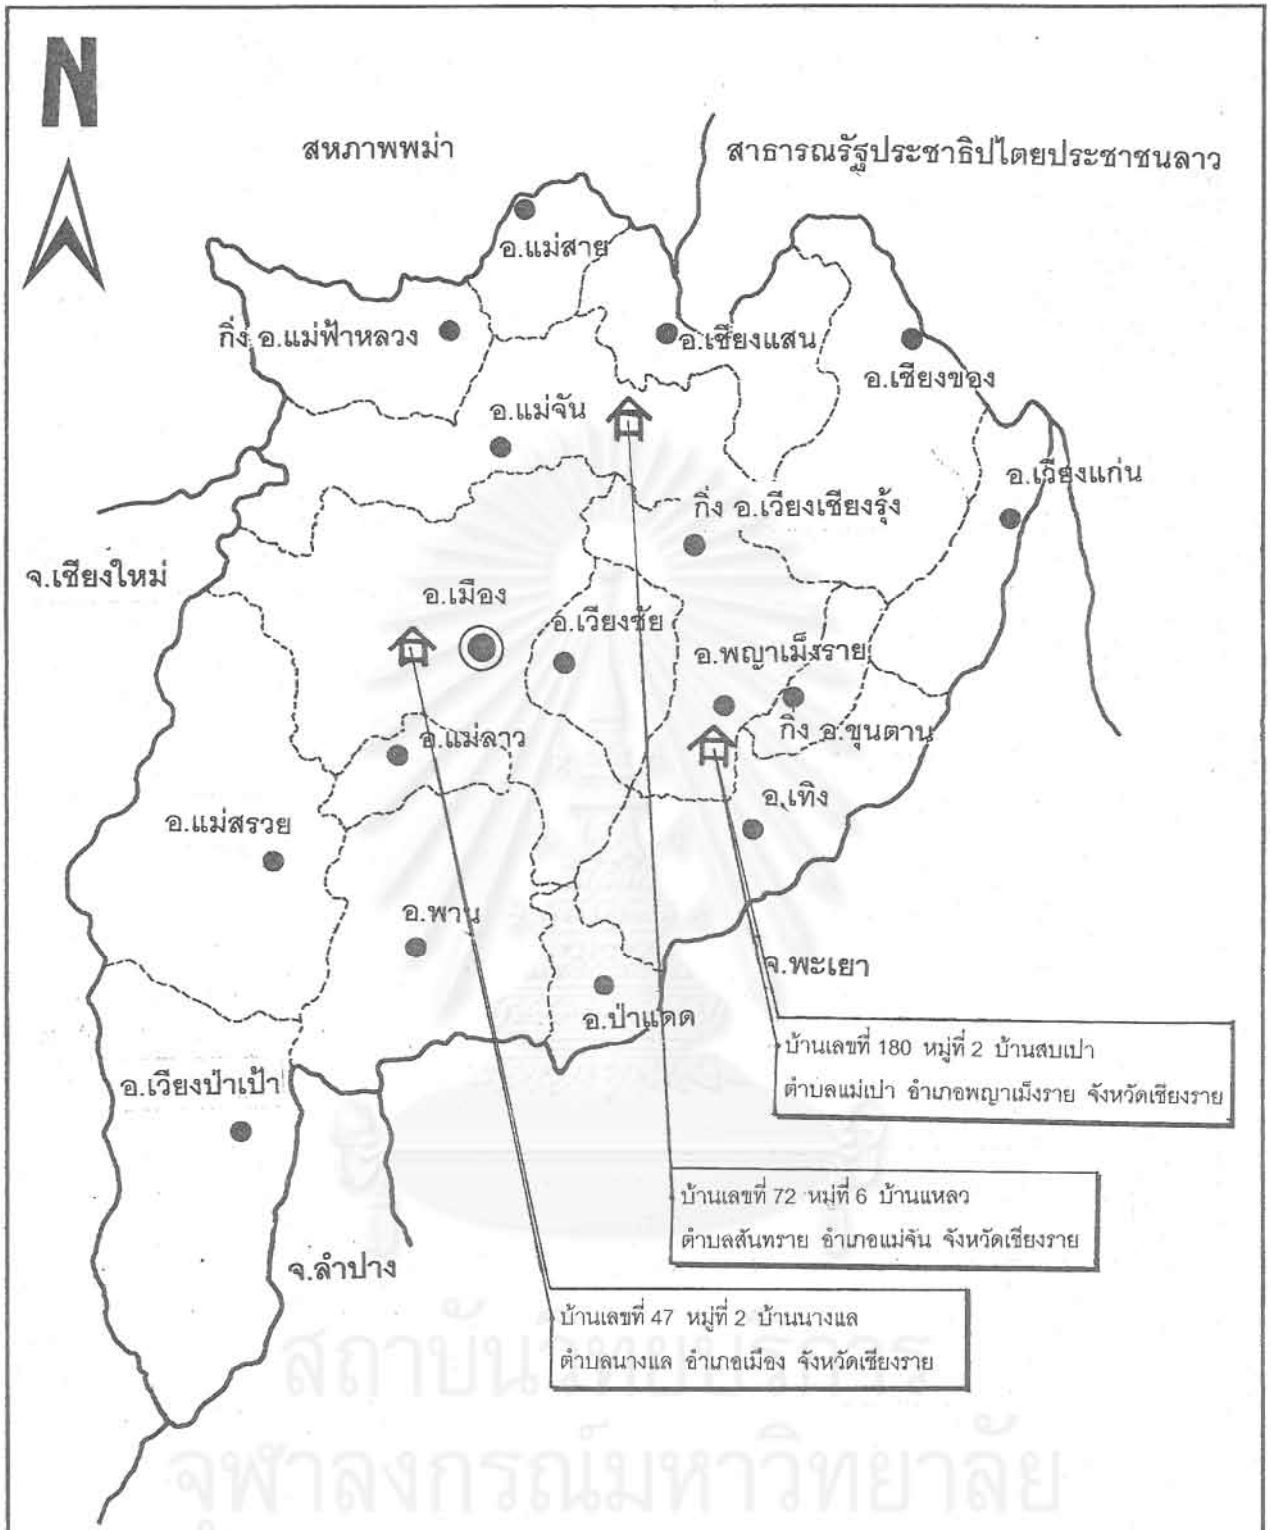 N
สหภาพพม่า
สาธารณรัฐประชาธิปไตยประชาชนลาว
อ.แม่สาย
กิ่ง อ.แม่ฟ้าหลวง
อ.เชียงแสน
อ.เชียงของ
อ.แม่จัน
อ.เวียงแก่น
กิ่ง อ.เวียงเชียงรุ้ง
จ.เชียงใหม่
อ.เมือง
อ.เวียงชัย
อ.พญาเม็งราย
กิ่ง อ.ขุนตาน
อ.แม่ลาว
อ.เทิง
อ.แม่สรวย
อ.พาน
จ.พะเยา
อ.ป่าแดด
บ้านเลขที่ 180 หมู่ที่ 2 บ้านสบเปา
ตำบลแม่เปา อำเภอพญาเม็งราย จังหวัดเชียงราย
อ.เวียงป่าเป้า
บ้านเลขที่ 72 หมู่ที่ 6 บ้านแหลว
ตำบลสันทราย อำเภอแม่จัน จังหวัดเชียงราย
จ.ลำปาง
บ้านเลขที่ 47 หมู่ที่ 2 บ้านนางแล
ตำบลนางแล อำเภอเมือง จังหวัดเชียงราย
สถาบันวิทยบริการ
จุฬาลงกรณ์มหาวิทยาลัย